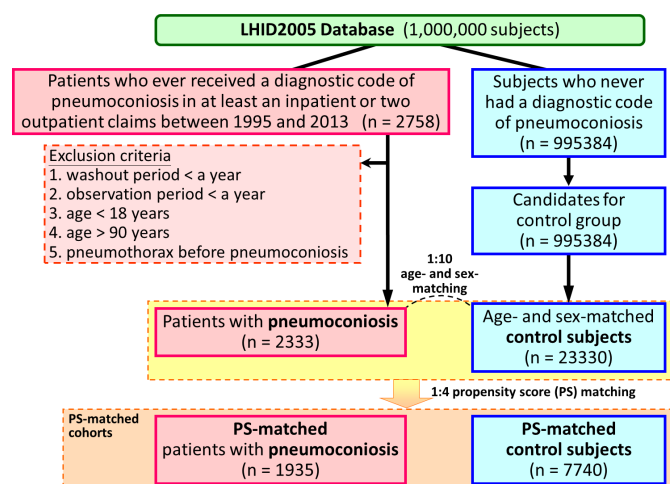 LHID2005 Database (1,000,000 subjects)
Patients who ever received a diagnostic code of
pneumoconiosis in at least an inpatient or two
outpatient claims between 1995 and 2013 (n = 2758)
Subjects who never
had a diagnostic code
of pneumoconiosis
(n = 995384)
Exclusion criteria
1. washout period < a year
2. observation period < a year
3. age < 18 years
4. age > 90 years
5. pneumothorax before pneumoconiosis
Candidates for
control group
(n = 995384)
1:10
age- and sex-
matching
Patients with pneumoconiosis
(n = 2333)
Age- and sex-matched
control subjects
(n = 23330)
1:4 propensity score (PS) matching
PS-matched
cohorts
PS-matched
patients with pneumoconiosis
(n = 1935)
PS-matched
control subjects
(n = 7740)